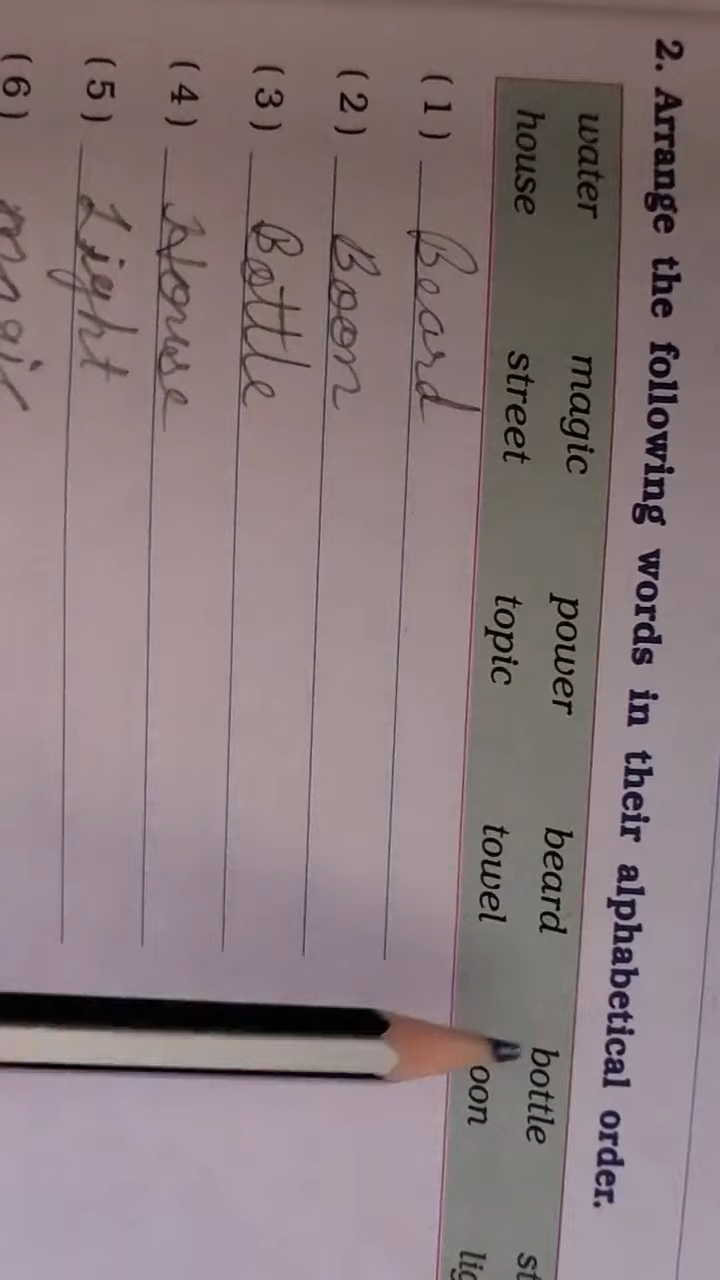 2. Arrange the following words in their alphabetical order.
water magic power beard bottle
house street topic towel
(1) Beard
(2) Boon
(3) Bottle
(4) House
(5) Light
(6)